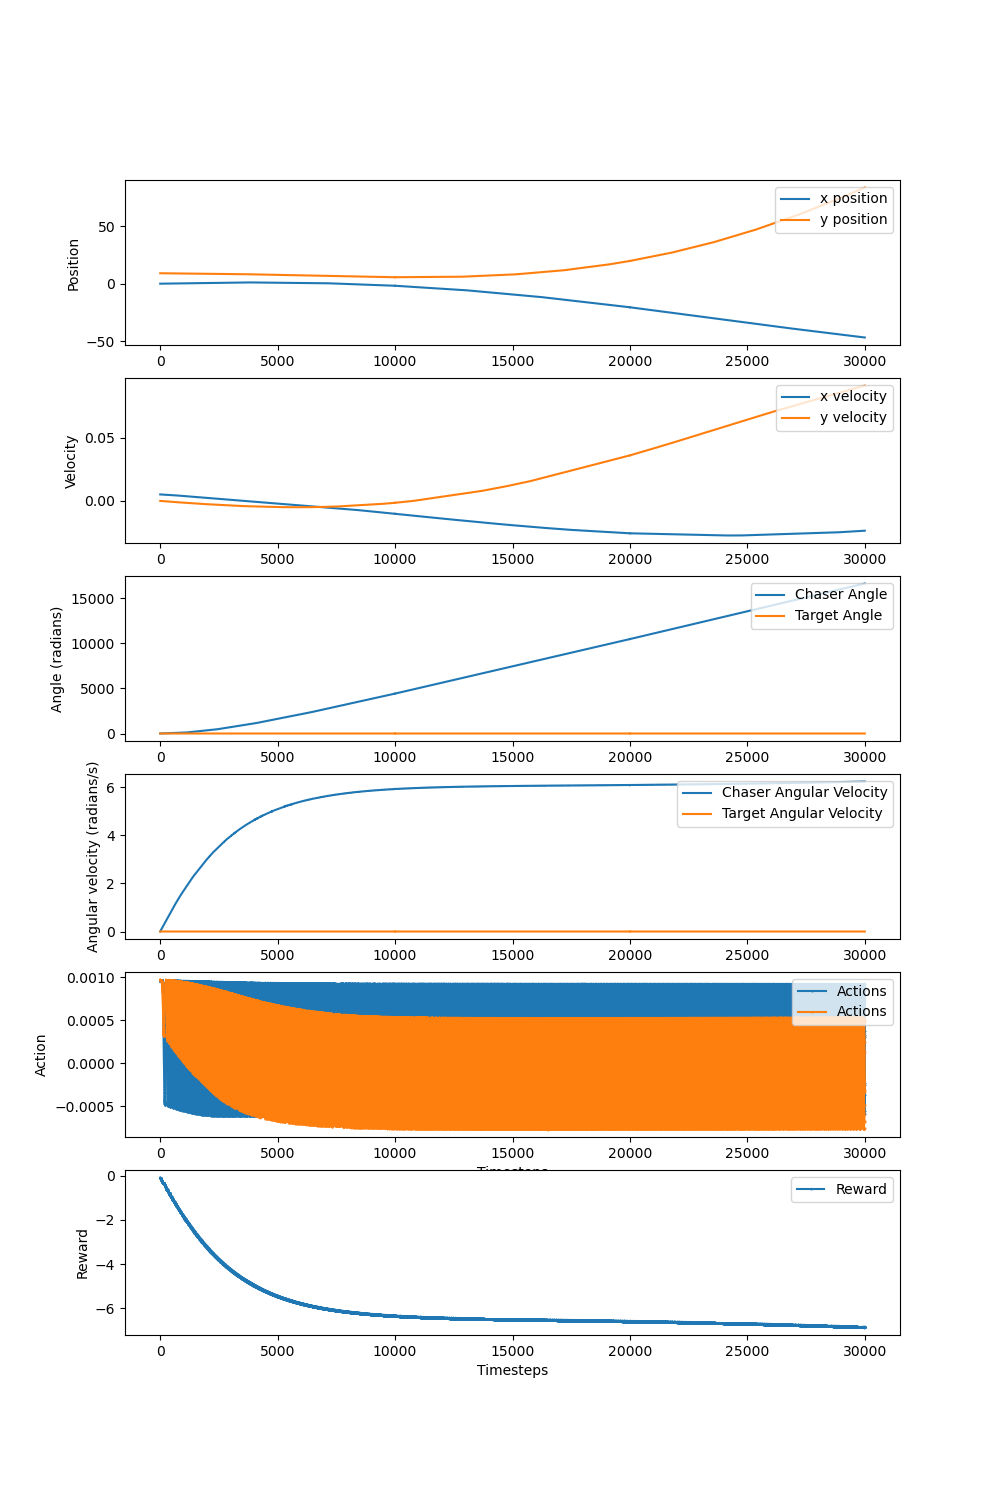 x position
y position
50
0
−50
Position
0 5000 10000 15000 20000 25000 30000
x velocity
y velocity
0.05
0.00
Velocity
0 5000 10000 15000 20000 25000 30000
Chaser Angle
Target Angle
15000
10000
5000
0
Angle (radians)
0 5000 10000 15000 20000 25000 30000
Chaser Angular Velocity
Target Angular Velocity
6
4
2
0
Angular velocity (radians/s)
0 5000 10000 15000 20000 25000 30000
Actions
Actions
0.0010
0.0005
0.0000
−0.0005
Action
0 5000 10000 15000 20000 25000 30000
Timesteps
Reward
0
−2
−4
−6
Reward
0 5000 10000 15000 20000 25000 30000
Timesteps